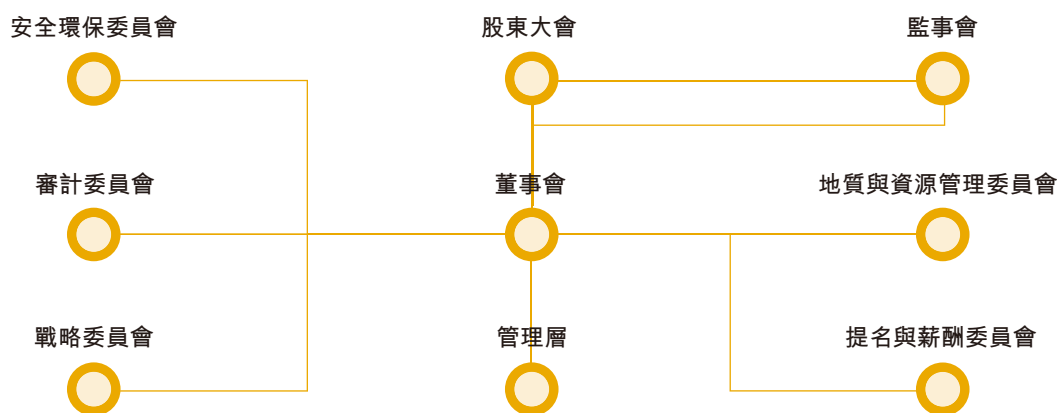 安全環保委員會
股東大會
監事會
審計委員會
董事會
地質與資源管理委員會
戰略委員會
管理層
提名與薪酬委員會